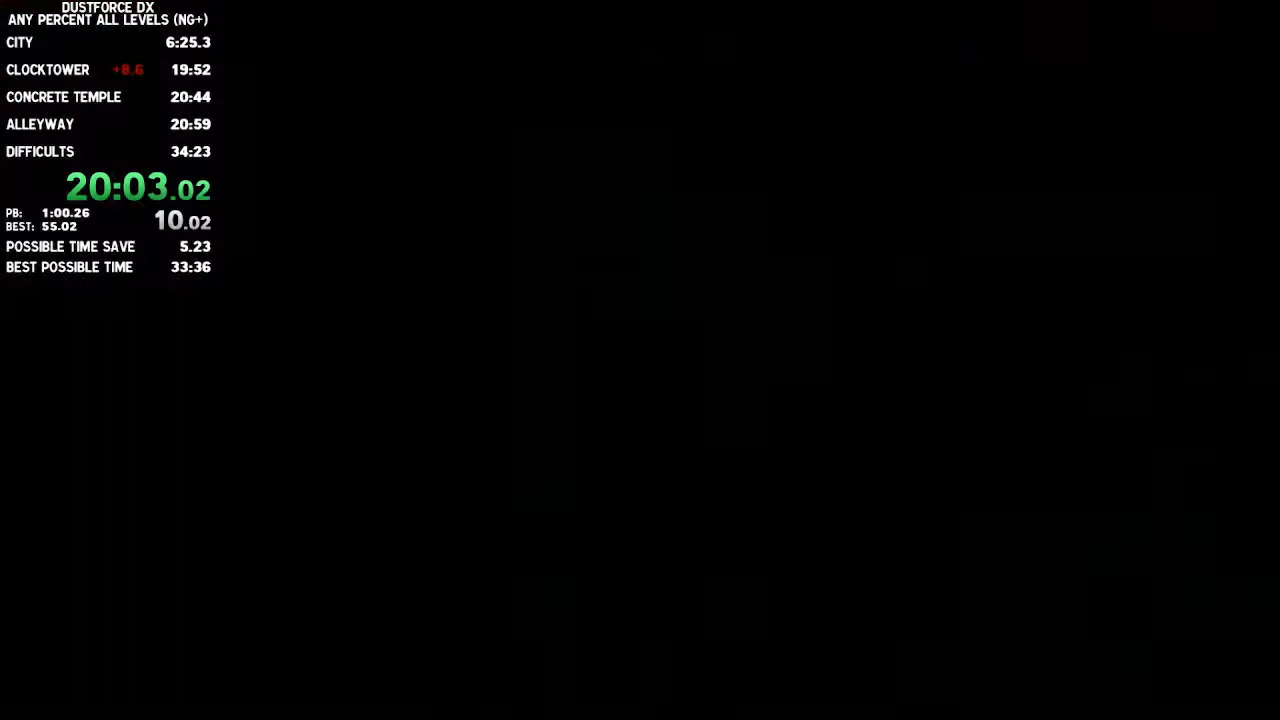 DUSTFORCE DX
ANY PERCENT ALL LEVELS (NG+)
CITY 6:25.3
CLOCKTOWER +8.6 19:52
CONCRETE TEMPLE 20:44
ALLEYWAY 20:59
DIFFICULTS 34:23
20:03.02
PB: 1:00.26 10.02
BEST: 55.02
POSSIBLE TIME SAVE 5.23
BEST POSSIBLE TIME 33:36